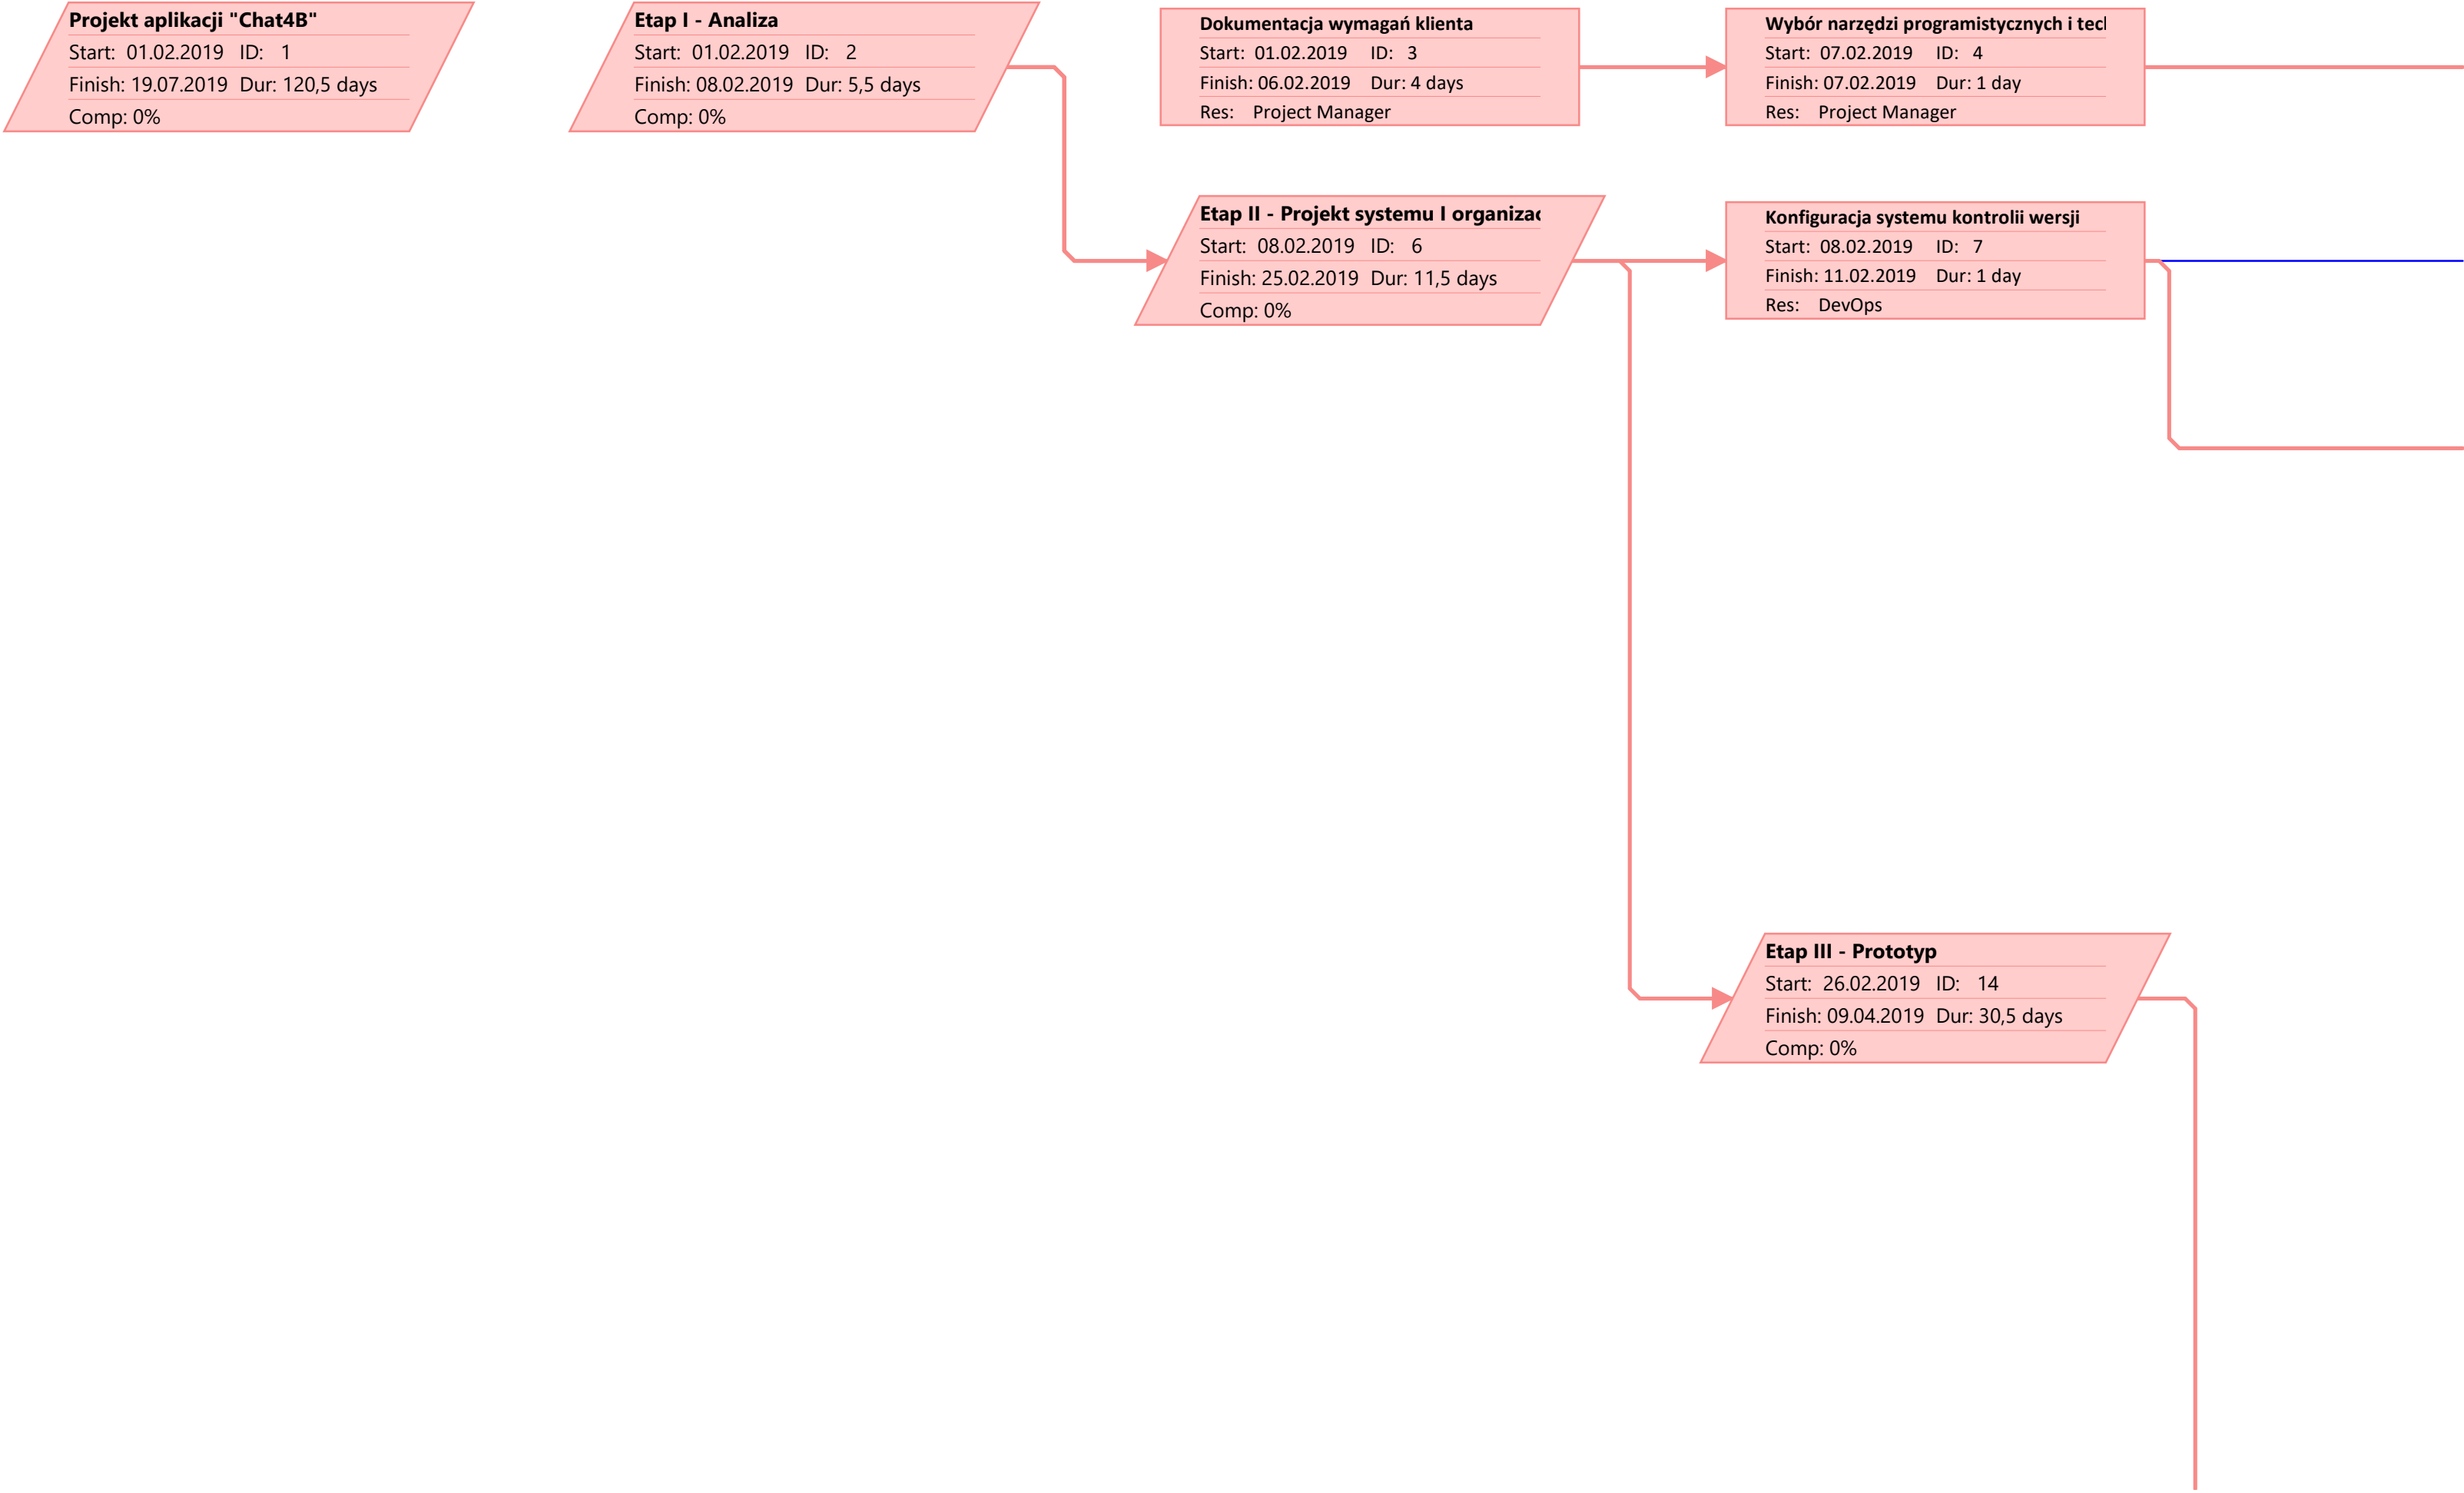 Projekt aplikacji "Chat4B"
Start: 01.02.2019 ID: 1
Finish: 19.07.2019 Dur: 120,5 days
Comp: 0%
Etap I - Analiza
Start: 01.02.2019 ID: 2
Finish: 08.02.2019 Dur: 5,5 days
Comp: 0%
Dokumentacja wymagań klienta
Start: 01.02.2019 ID: 3
Finish: 06.02.2019 Dur: 4 days
Res: Project Manager
Wybór narzędzi programistycznych i tec
Start: 07.02.2019 ID: 4
Finish: 07.02.2019 Dur: 1 day
Res: Project Manager
Etap II - Projekt systemu I organizac
Start: 08.02.2019 ID: 6
Finish: 25.02.2019 Dur: 11,5 days
Comp: 0%
Konfiguracja systemu kontrolii wersji
Start: 08.02.2019 ID: 7
Finish: 11.02.2019 Dur: 1 day
Res: DevOps
Etap III - Prototyp
Start: 26.02.2019 ID: 14
Finish: 09.04.2019 Dur: 30,5 days
Comp: 0%